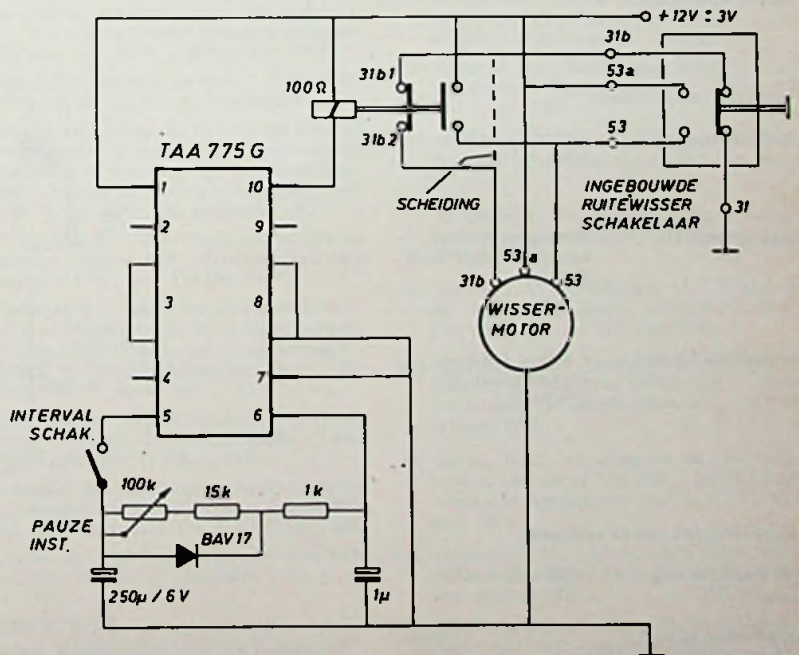 +12V ÷ 3V
31b
53a
53
31b1
100Ω
31b2
TAA 775 G
1 10
2 9
3 8
4 7
5 6
SCHEIDING
INGEBOUWDE
RUITEWISSER
SCHAKELAAR
31
31b
53a
53
WISSER-
MOTOR
INTERVAL
SCHAK.
100k
15k
1k
PAUZE
INST.
BAV 17
250µ / 6 V
1µ